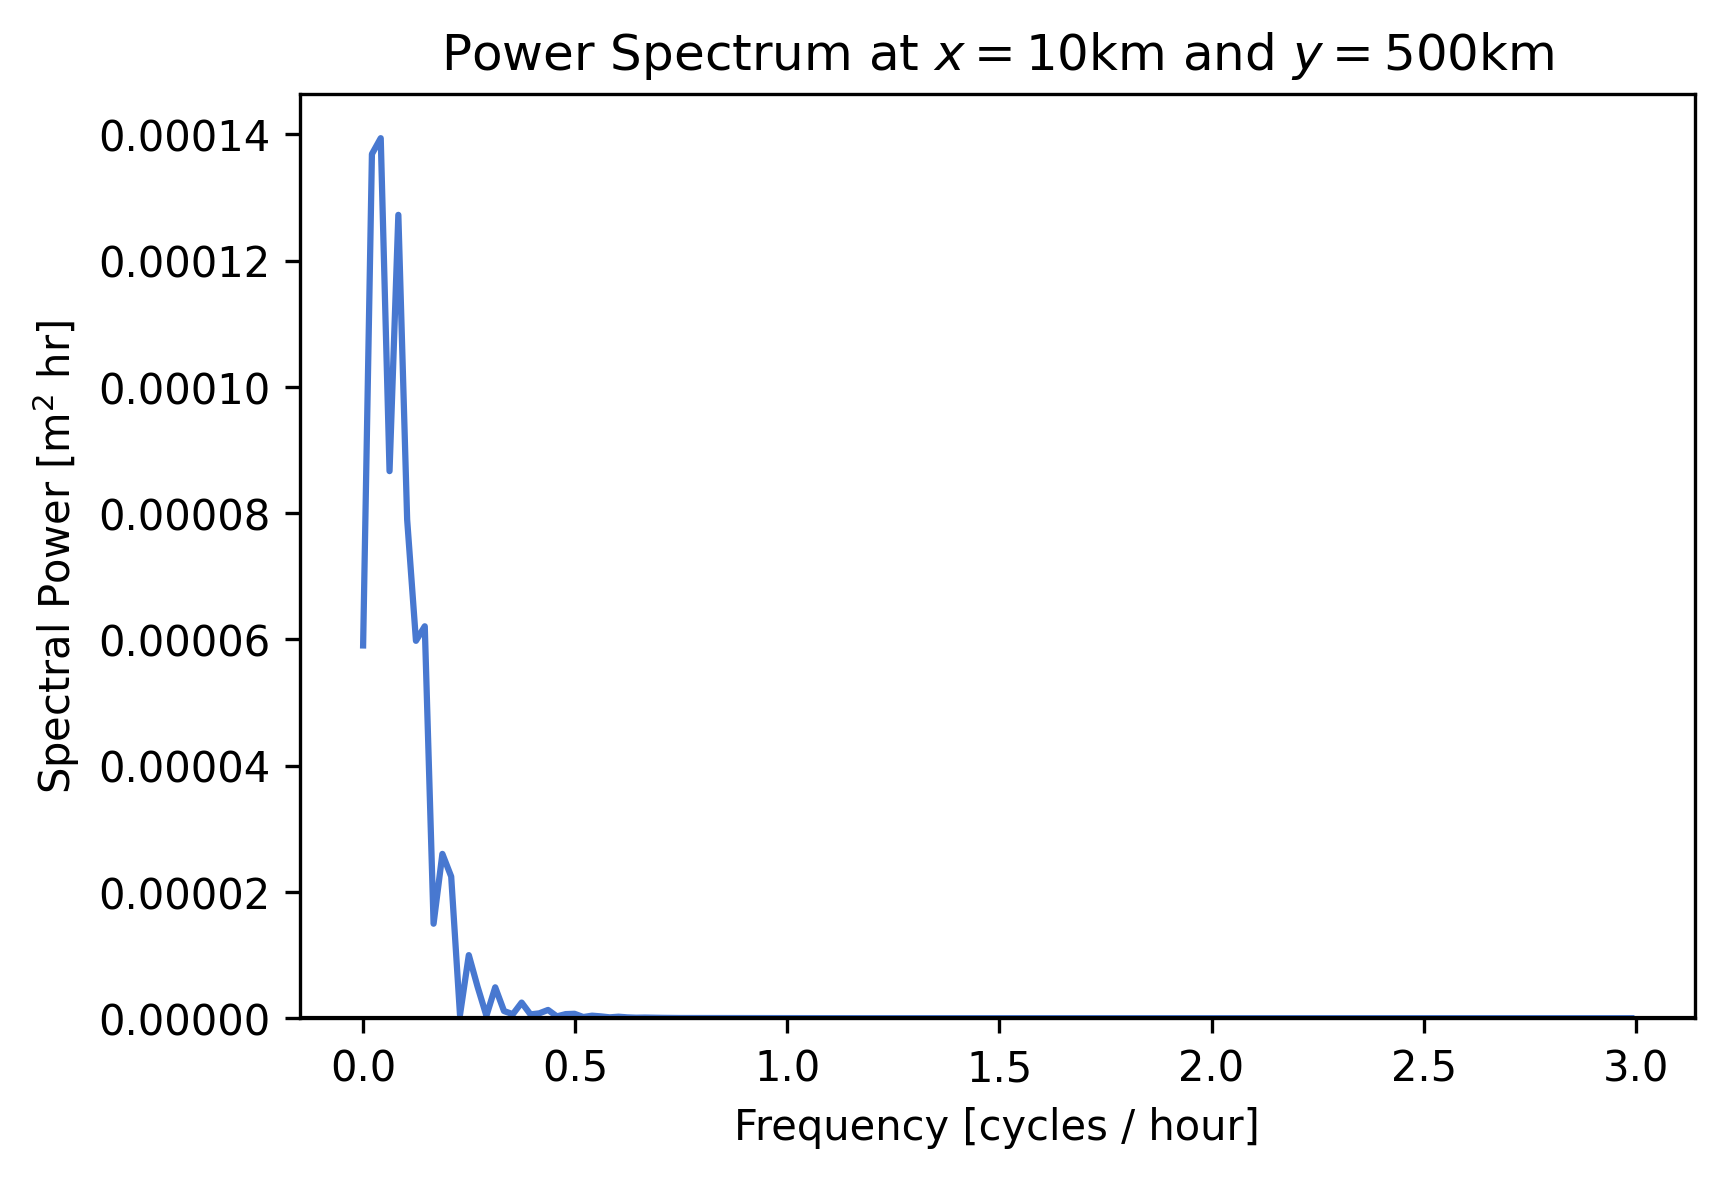 Power Spectrum at x = 10km and y = 500km
Spectral Power [m² hr]
0.00014
0.00012
0.00010
0.00008
0.00006
0.00004
0.00002
0.00000
0.0 0.5 1.0 1.5 2.0 2.5 3.0
Frequency [cycles / hour]